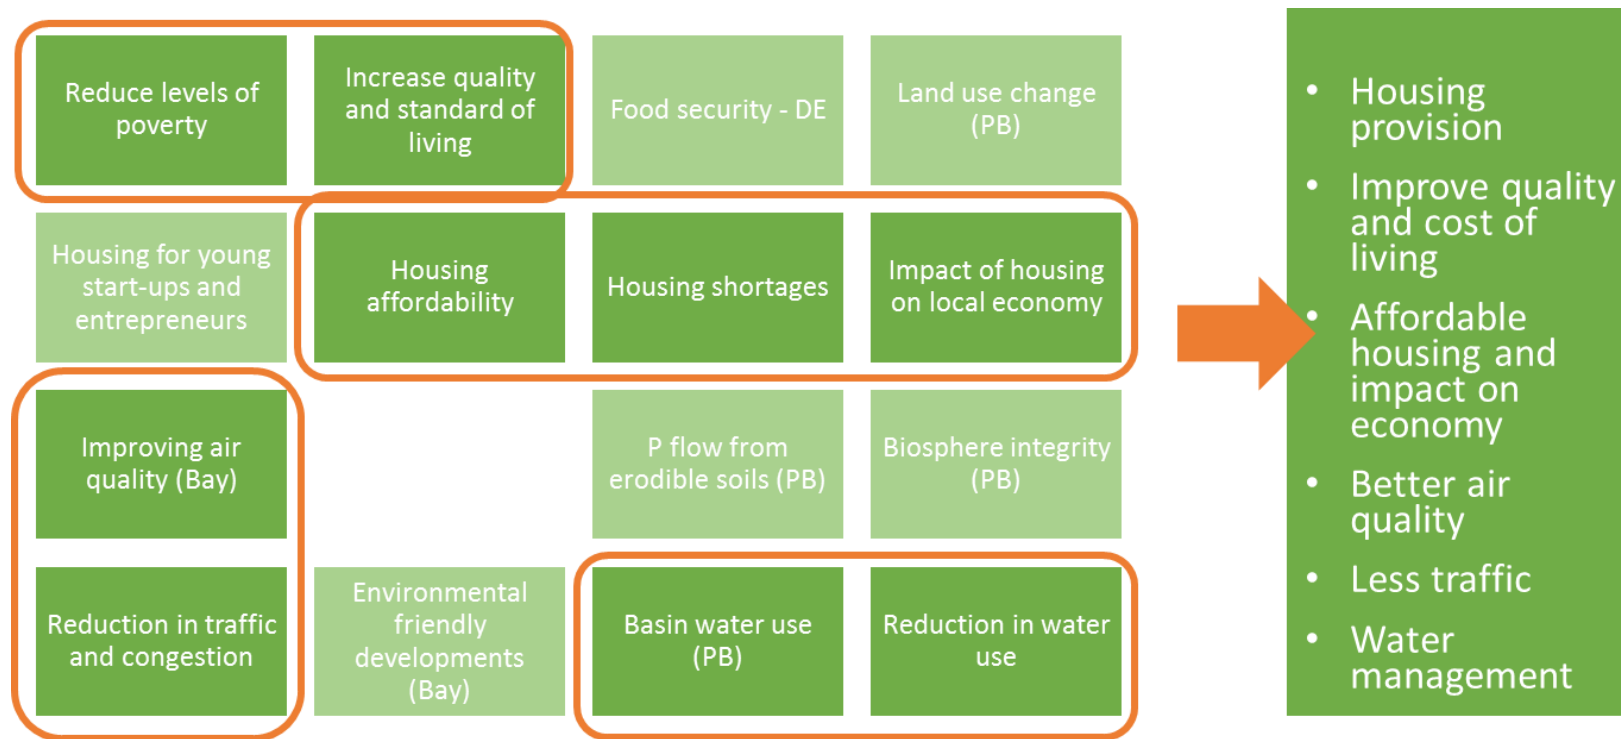 Reduce levels of
poverty
Increase quality
and standard of
living
Food security - DE
Land use change
(PB)
Housing for young
start-ups and
entrepreneurs
Housing
affordability
Housing shortages
Impact of housing
on local economy
Improving air
quality (Bay)
P flow from
erodible soils (PB)
Biosphere integrity
(PB)
Reduction in traffic
and congestion
Environmental
friendly
developments
(Bay)
Basin water use
(PB)
Reduction in water
use
• Housing
provision
• Improve quality
and cost of
living
• Affordable
housing and
impact on
economy
• Better air
quality
• Less traffic
• Water
management